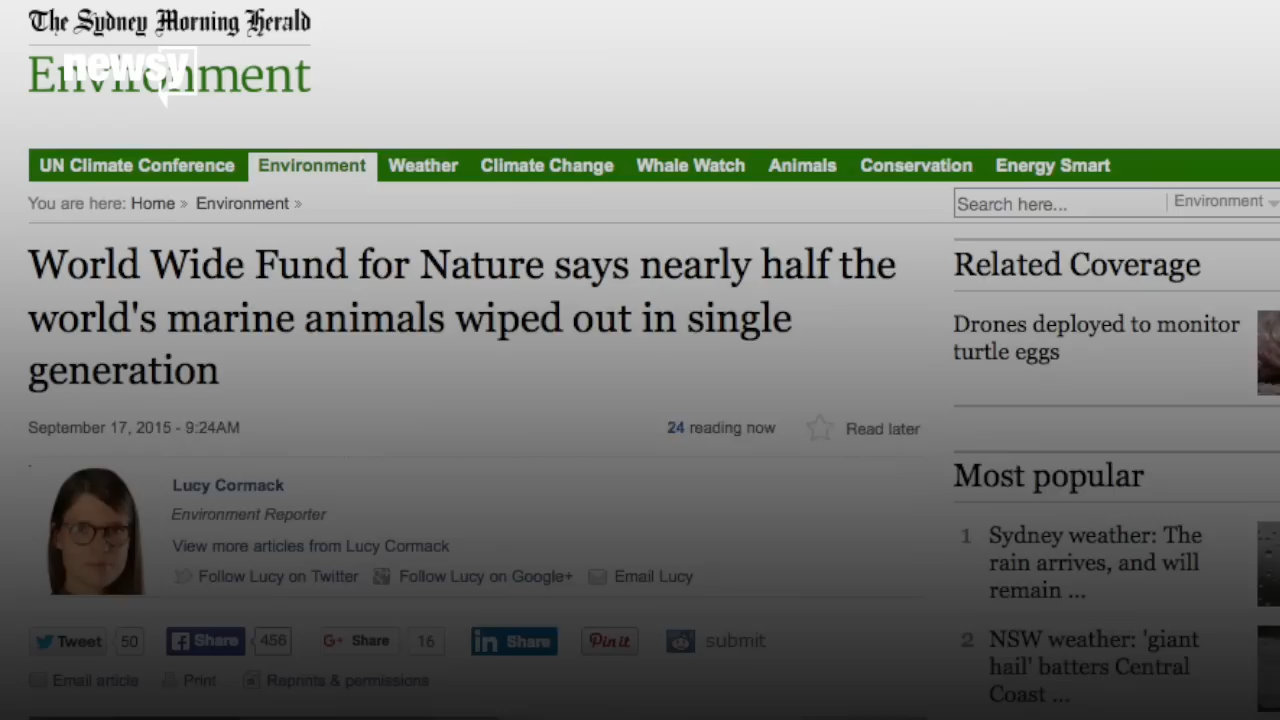 The Sydney Morning Herald
Environment
newsy
UN Climate Conference Environment Weather Climate Change Whale Watch Animals Conservation Energy Smart
You are here: Home » Environment »
Search here... Environment
World Wide Fund for Nature says nearly half the
world's marine animals wiped out in single
generation
September 17, 2015 - 9:24AM
24 reading now
Read later
Lucy Cormack
Environment Reporter
View more articles from Lucy Cormack
Follow Lucy on Twitter Follow Lucy on Google+ Email Lucy
Tweet 50 Share 456 G+ Share 16 in Share Pin it submit
Email article Print Reprints & permissions
Related Coverage
Drones deployed to monitor
turtle eggs
Most popular
1 Sydney weather: The
rain arrives, and will
remain ...
2 NSW weather: 'giant
hail' batters Central
Coast ...